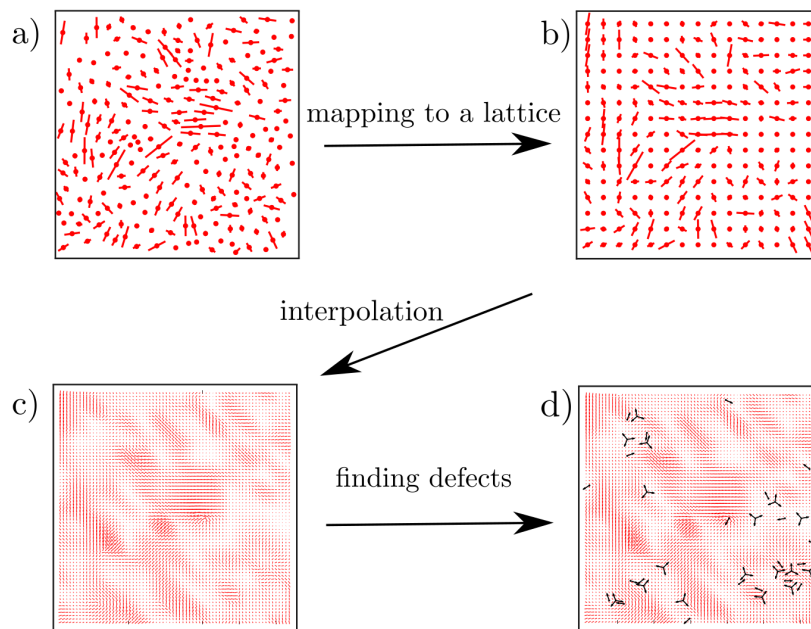 a)
b)
mapping to a lattice
interpolation
c)
d)
finding defects